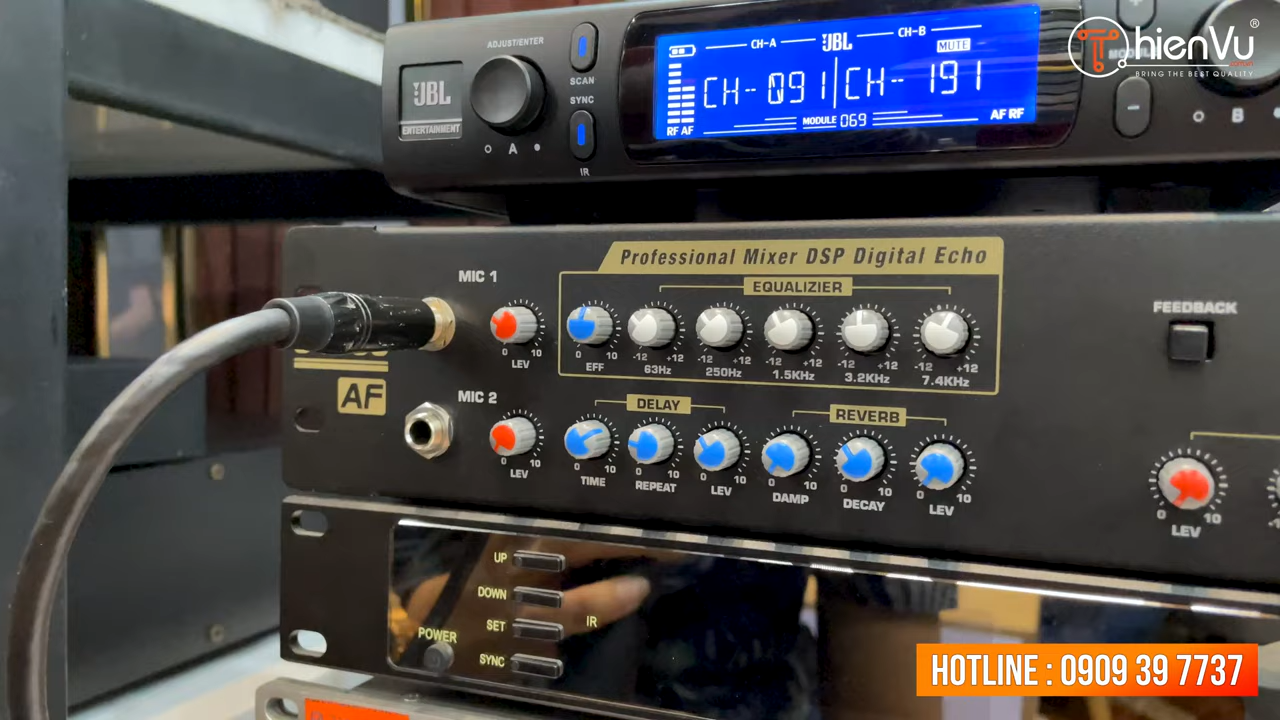 ADJUST/ENTER
SCAN
SYNC
IR
JBL
ENTERTAINMENT
A
CH-A JBL CH-B
MUTE
CH-091 CH-191
RF AF MODULE 069 AF RF
B
hienVu®
BRING THE BEST QUALITY
Professional Mixer DSP Digital Echo
EQUALIZIER
MIC 1
0 10
LEV
0 10
EFF
-12 +12
63Hz
-12 +12
250Hz
-12 +12
1.5KHz
-12 +12
3.2KHz
-12 +12
7.4KHz
FEEDBACK
AF
MIC 2
DELAY
REVERB
0 10
LEV
0 10
TIME
0 10
REPEAT
0 10
LEV
0 10
DAMP
0 10
DECAY
0 10
LEV
0 10
LEV
UP
DOWN
SET
SYNC
IR
POWER
HOTLINE : 0909 39 7737